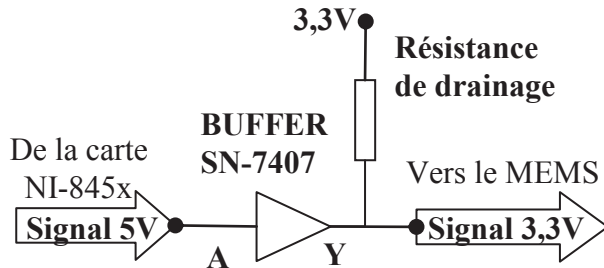 3,3V
Résistance
de drainage
BUFFER
SN-7407
De la carte
NI-845x
Signal 5V
A
Y
Vers le MEMS
Signal 3,3V